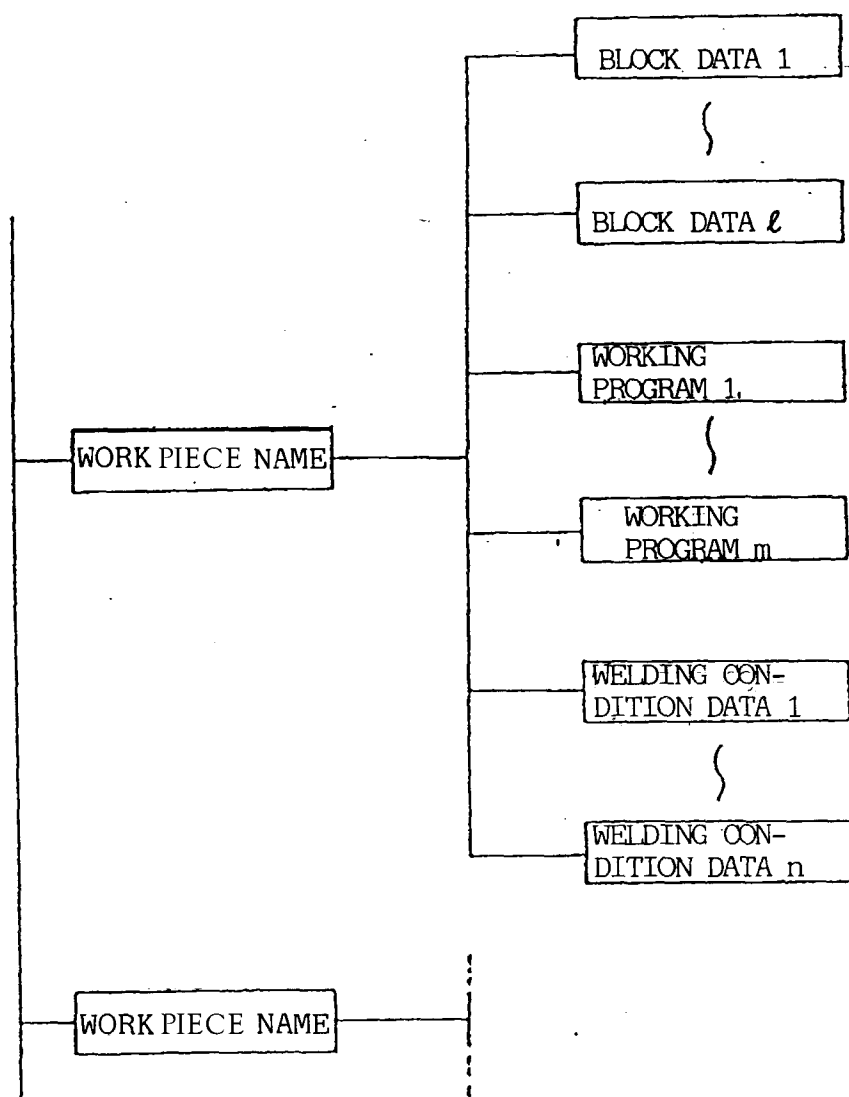 BLOCK DATA 1
BLOCK DATA ℓ
WORKING
PROGRAM 1.
WORK PIECE NAME
WORKING
PROGRAM m
WELDING CON-
DITION DATA 1
WELDING CON-
DITION DATA n
WORK PIECE NAME